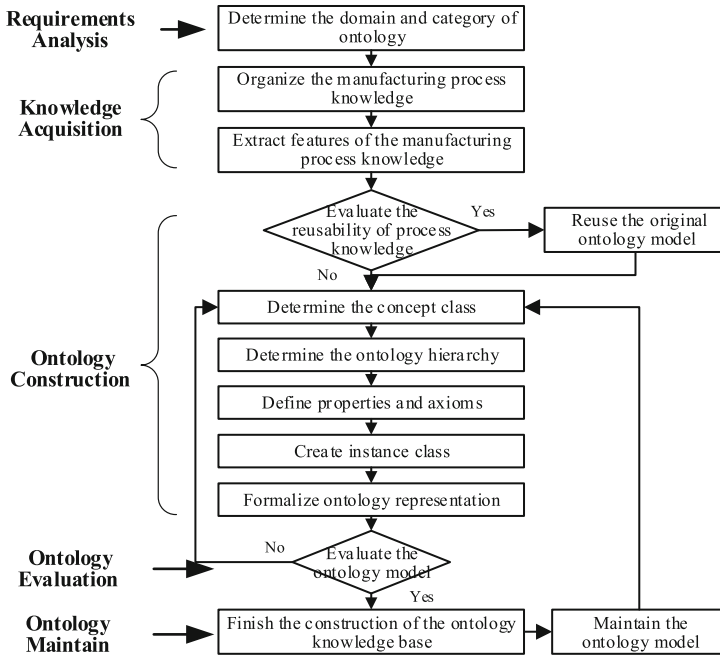 Requirements
Analysis
Determine the domain and category of
ontology
Knowledge
Acquisition
Organize the manufacturing process
knowledge
Extract features of the manufacturing
process knowledge
Evaluate the
reusability of process
knowledge
Yes
Reuse the original
ontology model
No
Ontology
Construction
Determine the concept class
Determine the ontology hierarchy
Define properties and axioms
Create instance class
Formalize ontology representation
Ontology
Evaluation
No
Evaluate the
ontology model
Yes
Ontology
Maintain
Finish the construction of the ontology
knowledge base
Maintain the
ontology model